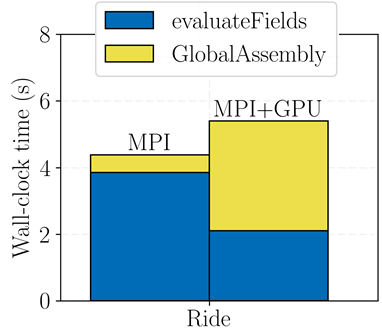 evaluateFields
GlobalAssembly
8
6
4
2
0
Wall-clock time (s)
MPI
MPI+GPU
Ride